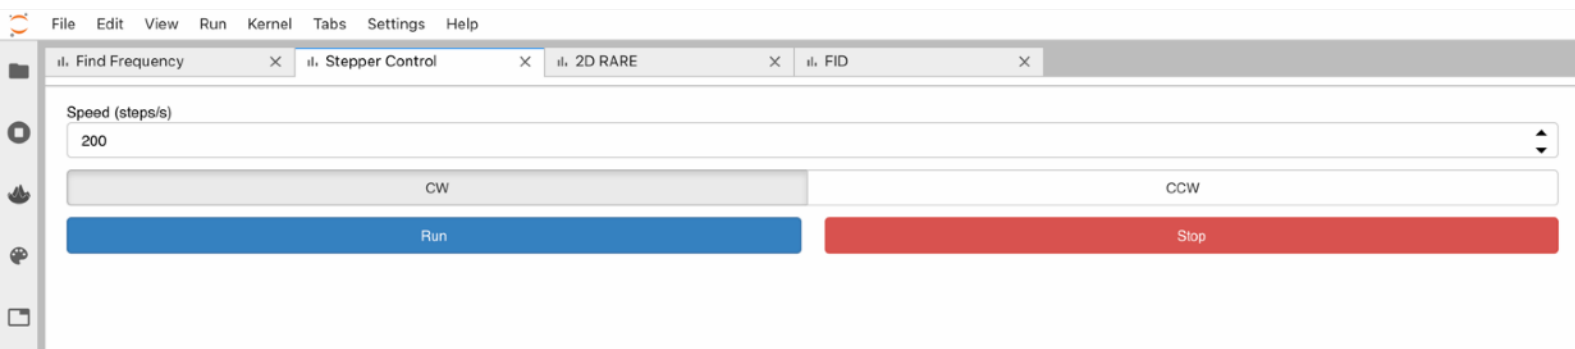 File Edit View Run Kernel Tabs Settings Help
Find Frequency Stepper Control 2D RARE FID
Speed (steps/s)
200
CW CCW
Run Stop